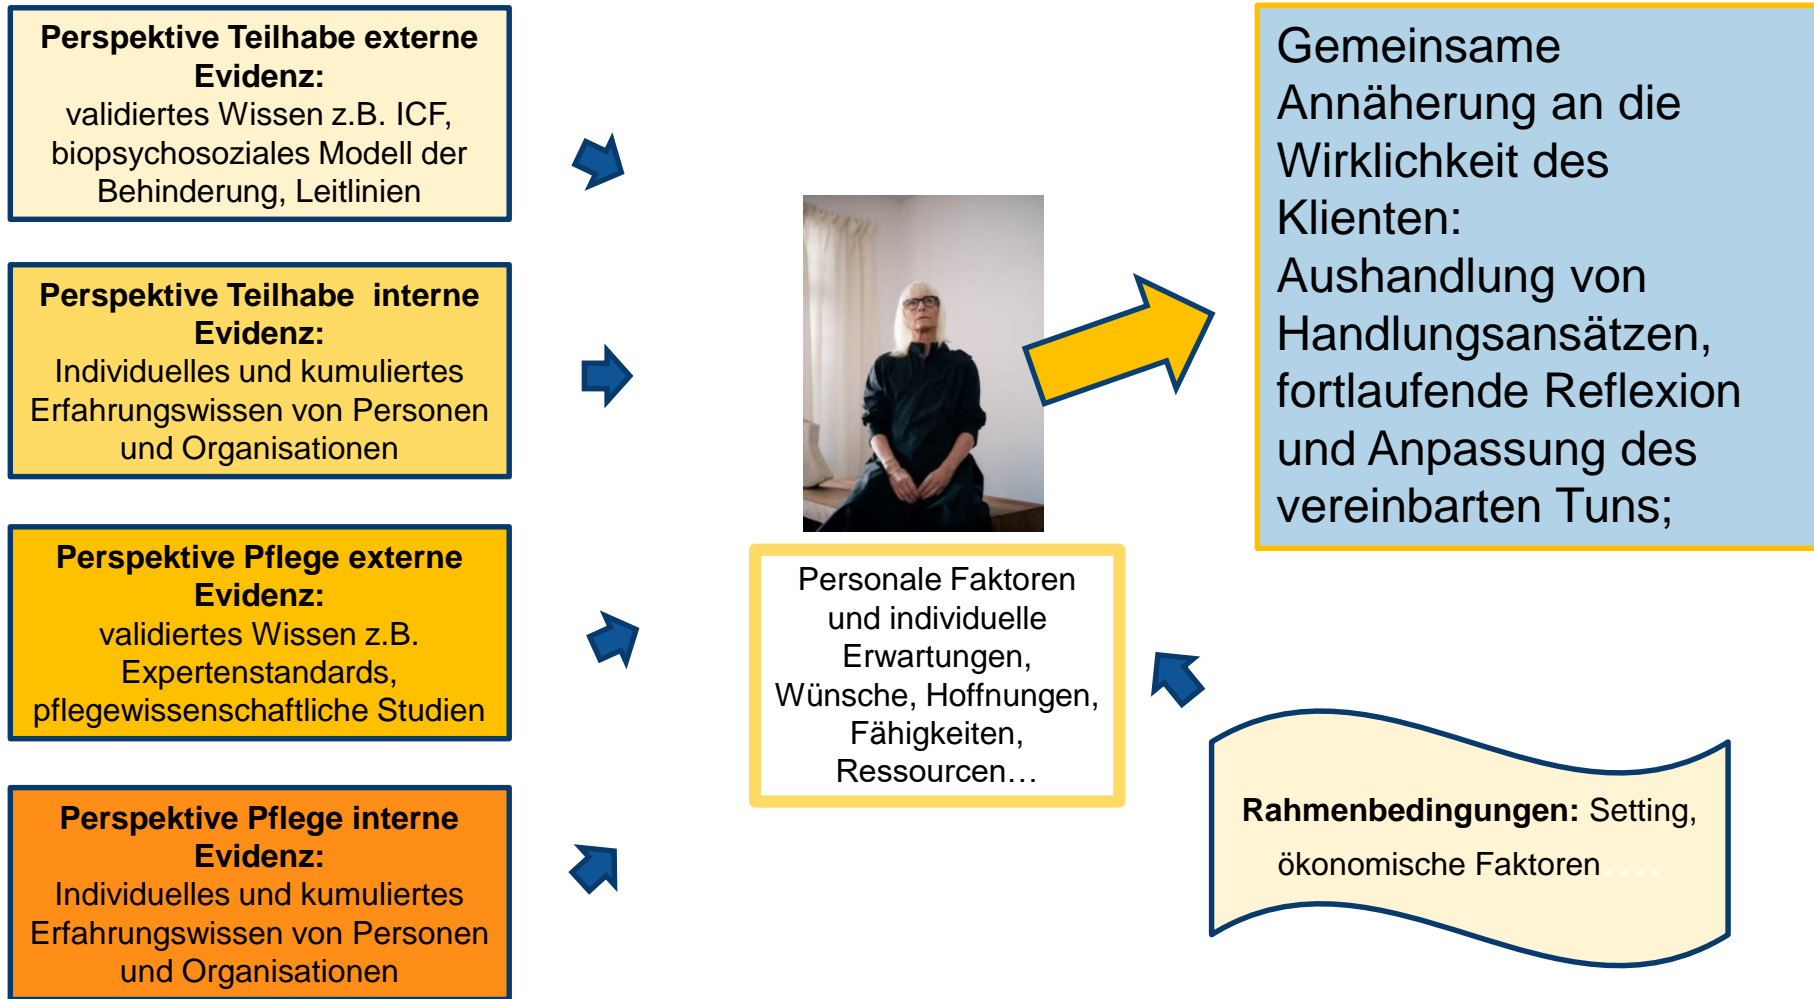 Perspektive Teilhabe externe
Evidenz:
validiertes Wissen z.B. ICF,
biopsychosoziales Modell der
Behinderung, Leitlinien
Perspektive Teilhabe  interne
Evidenz:
Individuelles und kumuliertes
Erfahrungswissen von Personen
und Organisationen
Perspektive Pflege externe
Evidenz:
validiertes Wissen z.B.
Expertenstandards,
pflegewissenschaftliche Studien
Perspektive Pflege interne
Evidenz:
Individuelles und kumuliertes
Erfahrungswissen von Personen
und Organisationen
Personale Faktoren
und individuelle
Erwartungen,
Wünsche, Hoffnungen,
Fähigkeiten,
Ressourcen…
Gemeinsame
Annäherung an die
Wirklichkeit des
Klienten:
Aushandlung von
Handlungsansätzen,
fortlaufende Reflexion
und Anpassung des
vereinbarten Tuns;
Rahmenbedingungen: Setting,
ökonomische Faktoren....